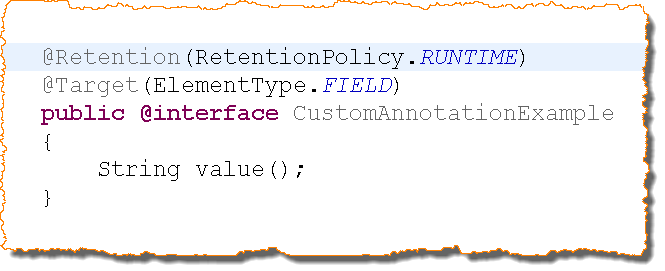 @Retention(RetentionPolicy.RUNTIME)
@Target(ElementType.FIELD)
public @interface CustomAnnotationExample
{
    String value();
}